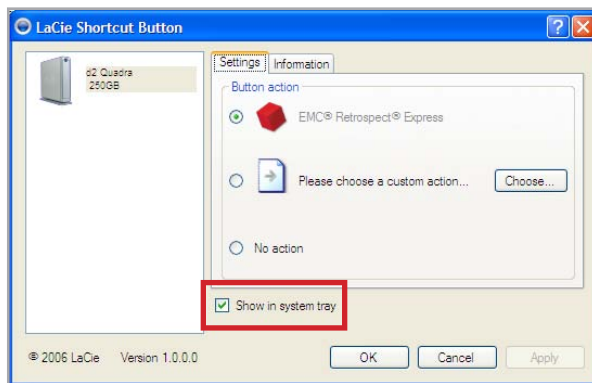 LaCie Shortcut Button
d2 Quadra
250GB
Settings
Information
Button action
EMC® Retrospect® Express
Please choose a custom action...
Choose...
No action
Show in system tray
© 2006 LaCie Version 1.0.0.0
OK
Cancel
Apply